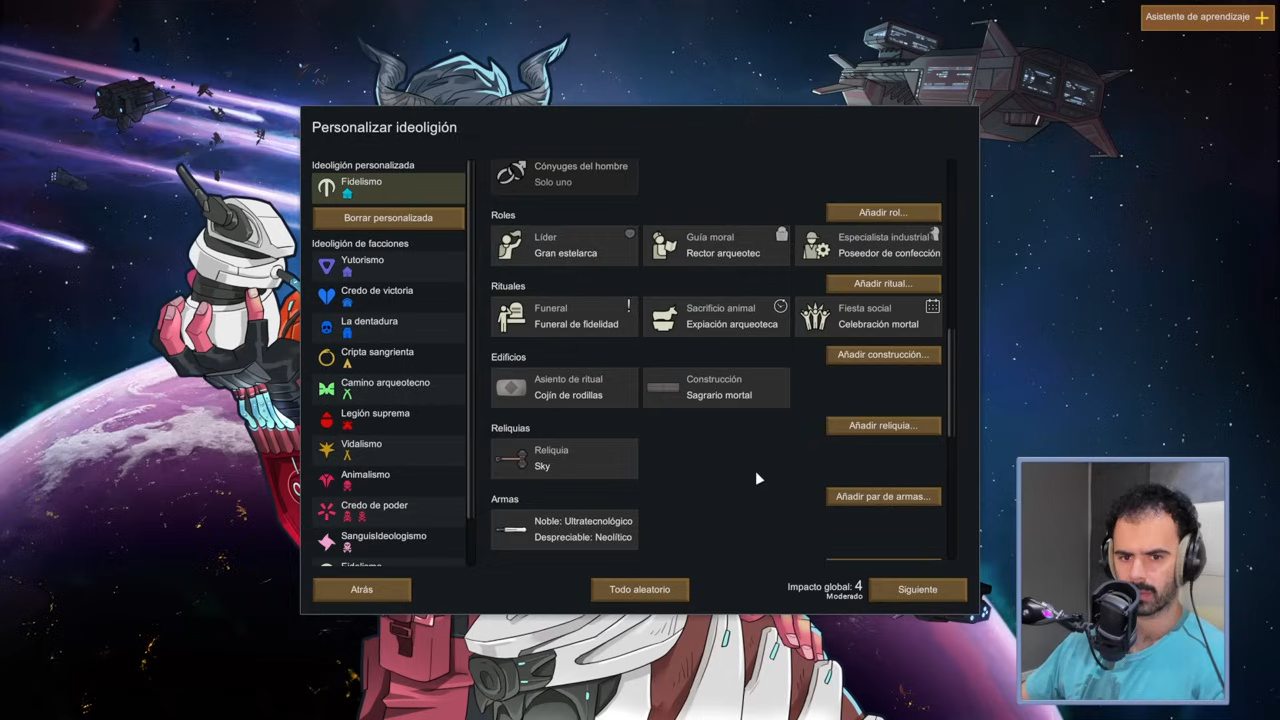 Asistente de aprendizaje
Personalizar ideoligión
Ideoligión personalizada
Fidelismo
Borrar personalizada
Ideoligión de facciones
Yutorismo
Credo de victoria
La dentadura
Cripta sangrienta
Camino arqueotecno
Legión suprema
Vidalismo
Animalismo
Credo de poder
SanguisIdeologismo
Fidelismo
Cónyuges del hombre
Solo uno
Roles
Añadir rol...
Líder
Gran estelarca
Guía moral
Rector arqueotec
Especialista industrial
Poseedor de confección
Rituales
Añadir ritual...
Funeral
Funeral de fidelidad
Sacrificio animal
Expiación arqueoteca
Fiesta social
Celebración mortal
Edificios
Añadir construcción...
Asiento de ritual
Cojín de rodillas
Construcción
Sagrario mortal
Reliquias
Añadir reliquia...
Reliquia
Sky
Armas
Añadir par de armas...
Noble: Ultratecnológico
Despreciable: Neolítico
Atrás
Todo aleatorio
Impacto global: 4
Moderado
Siguiente